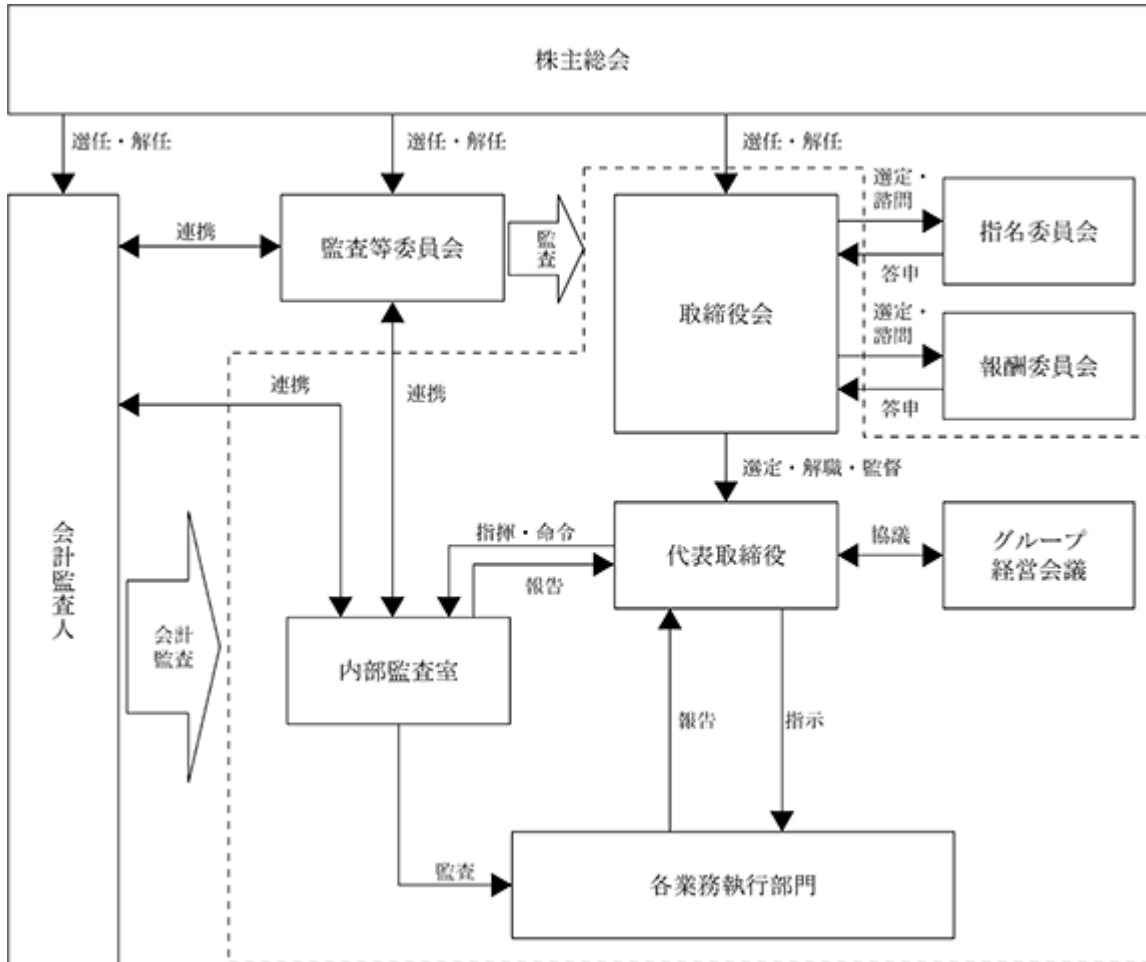 株主総会
選任・解任
選任・解任
選任・解任
会計監査人
連携
監査等委員会
監査
取締役会
選定・
諮問
指名委員会
答申
選定・
諮問
報酬委員会
答申
連携
連携
選定・解職・監督
指揮・命令
報告
代表取締役
協議
グループ
経営会議
会計
監査
内部監査室
報告
指示
監査
各業務執行部門